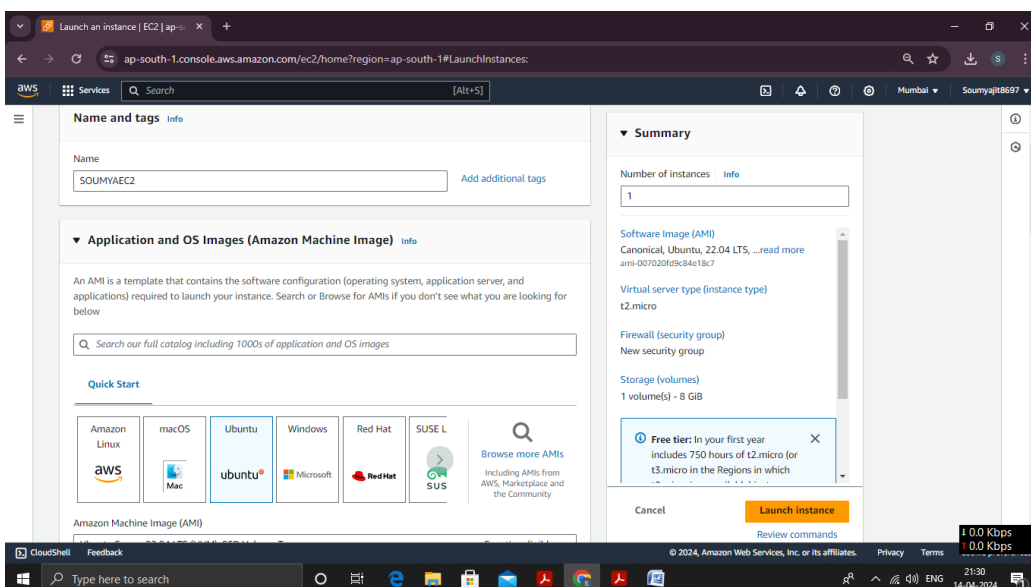 Launch an instance | EC2 | ap-so
ap-south-1.console.aws.amazon.com/ec2/home?region=ap-south-1#LaunchInstances:
S
aws
Services
Search
[Alt+S]
Mumbai
Soumyajit8697
Name and tags Info
Name
SOUMYAEC2
Add additional tags
Application and OS Images (Amazon Machine Image) Info
An AMI is a template that contains the software configuration (operating system, application server, and
applications) required to launch your instance. Search or Browse for AMIs if you don't see what you are looking for
below
Search our full catalog including 1000s of application and OS images
Quick Start
Amazon
Linux
aws
macOS
Mac
Ubuntu
ubuntu
Windows
Microsoft
Red Hat
Red Hat
SUSE L
SUS
Browse more AMIs
Including AMIs from
AWS, Marketplace and
the Community
Amazon Machine Image (AMI)
Summary
Number of instances Info
1
Software Image (AMI)
Canonical, Ubuntu, 22.04 LTS, ...read more
ami-007020fd9c84e18c7
Virtual server type (instance type)
t2.micro
Firewall (security group)
New security group
Storage (volumes)
1 volume(s) - 8 GiB
Free tier: In your first year
includes 750 hours of t2.micro (or
t3.micro in the Regions in which
Cancel
Launch instance
Review commands
0.0 Kbps
0.0 Kbps
CloudShell
Feedback
© 2024, Amazon Web Services, Inc. or its affiliates.
Privacy
Terms
Type here to search
ENG
21:30
14-04-2024